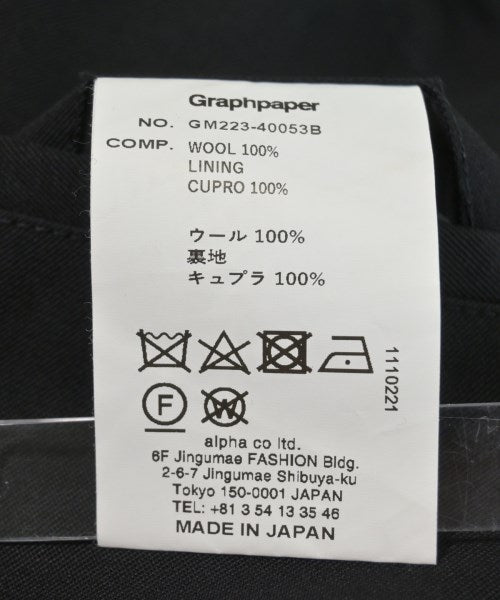 Graphpaper
NO. GM223-40053B
COMP. WOOL 100%
LINING
CUPRO 100%
ウール 100%
裏地
キュプラ 100%
1110221
F W
alpha co ltd.
6F Jingumae FASHION Bldg.
2-6-7 Jingumae Shibuya-ku
Tokyo 150-0001 JAPAN
TEL: +81 3 54 13 35 46
MADE IN JAPAN